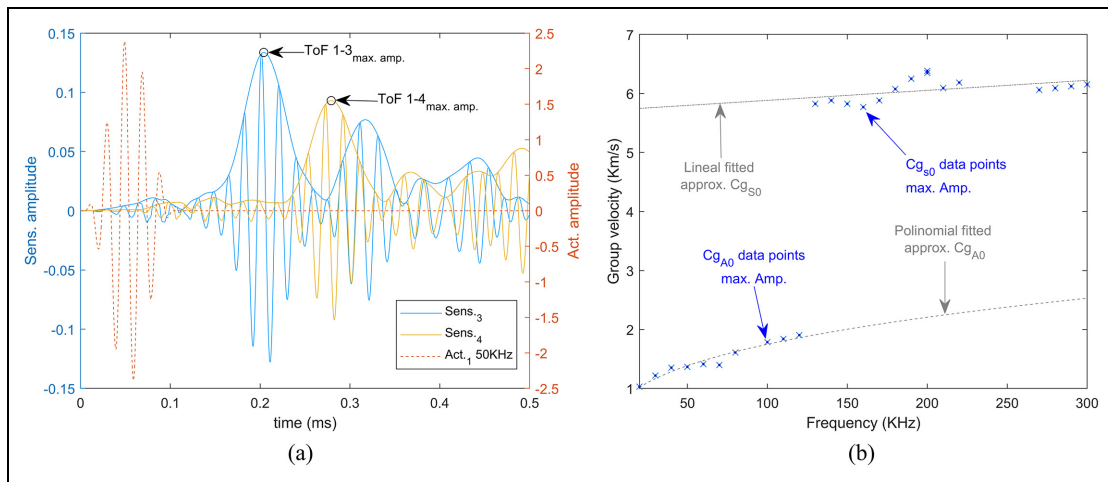 0.15
0.1
0.05
0
-0.05
-0.1
-0.15
Sens. amplitude
ToF 1-3max. amp.
ToF 1-4max. amp.
2.5
2
1.5
1
0.5
0
-0.5
-1
-1.5
-2
-2.5
Act. amplitude
Sens.3
Sens.4
Act.1 50KHz
0 0.1 0.2 0.3 0.4 0.5
time (ms)
(a)
7
6
5
4
3
2
1
Group velocity (Km/s)
Lineal fitted
approx. CgS0
Cgs0 data points
max. Amp.
Polinomial fitted
approx. CgA0
CgA0 data points
max. Amp.
50 100 150 200 250 300
Frequency (KHz)
(b)